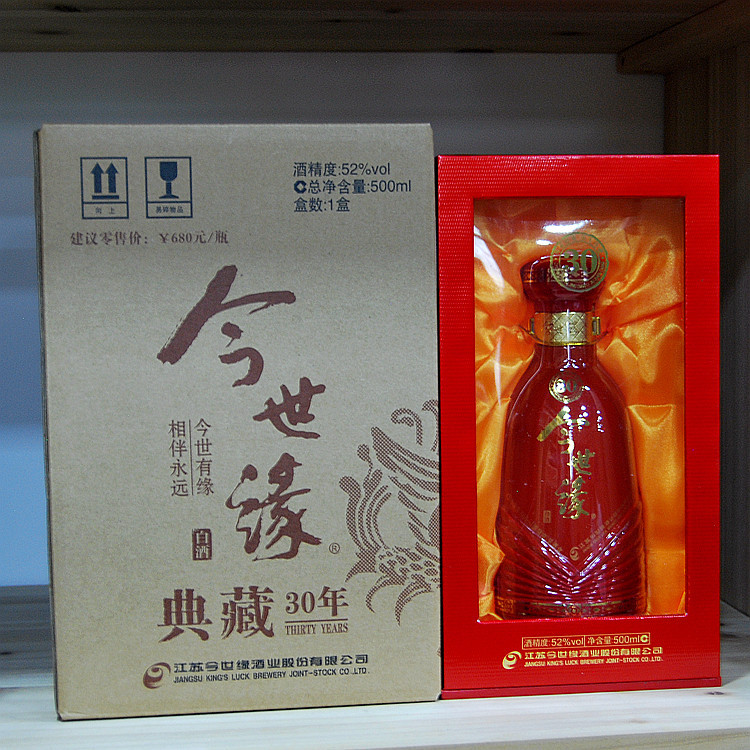 向上
易碎物品
酒精度:52%vol
C总净含量:500ml
盒数:1盒
建议零售价：￥680元/瓶
今世缘
今世有缘
相伴永远
白酒
®
典藏30年
THIRTY YEARS
江苏今世缘酒业股份有限公司
JIANGSU KING'S LUCK BREWERY JOINT-STOCK CO.,LTD.
30
30
今世缘
酒精度:52%vol 净含量:500mlC
江苏今世缘酒业股份有限公司
JIANGSU KING'S LUCK BREWERY JOINT-STOCK CO.,LTD.